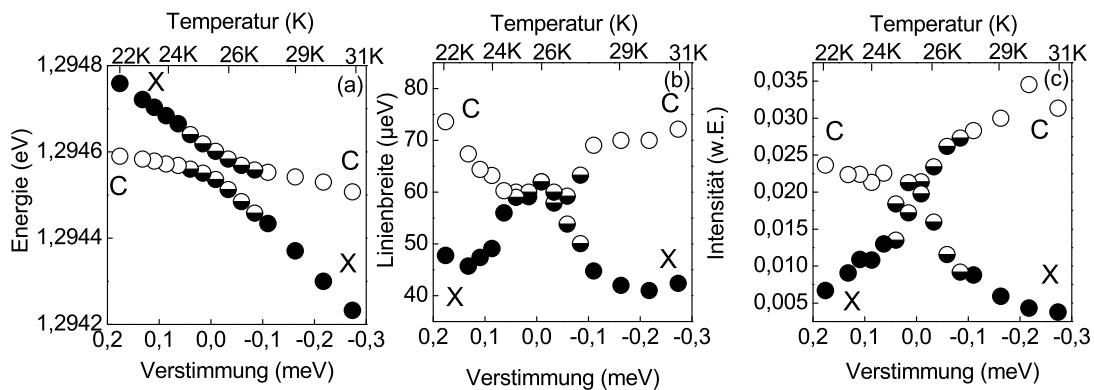 Temperatur (K)
22K 24K 26K 29K 31K
1,2948
1,2946
1,2944
1,2942
Energie (eV)
X
(a)
C
C
X
0,2 0,1 0,0 -0,1 -0,2 -0,3
Verstimmung (meV)
Temperatur (K)
22K 24K 26K 29K 31K
80
70
60
50
40
Linienbreite (µeV)
(b)
C
C
X
X
0,2 0,1 0,0 -0,1 -0,2 -0,3
Verstimmung (meV)
Temperatur (K)
22K 24K 26K 29K 31K
0,035
0,030
0,025
0,020
0,015
0,010
0,005
Intensität (w.E.)
(c)
C
C
X
X
0,2 0,1 0,0 -0,1 -0,2 -0,3
Verstimmung (meV)